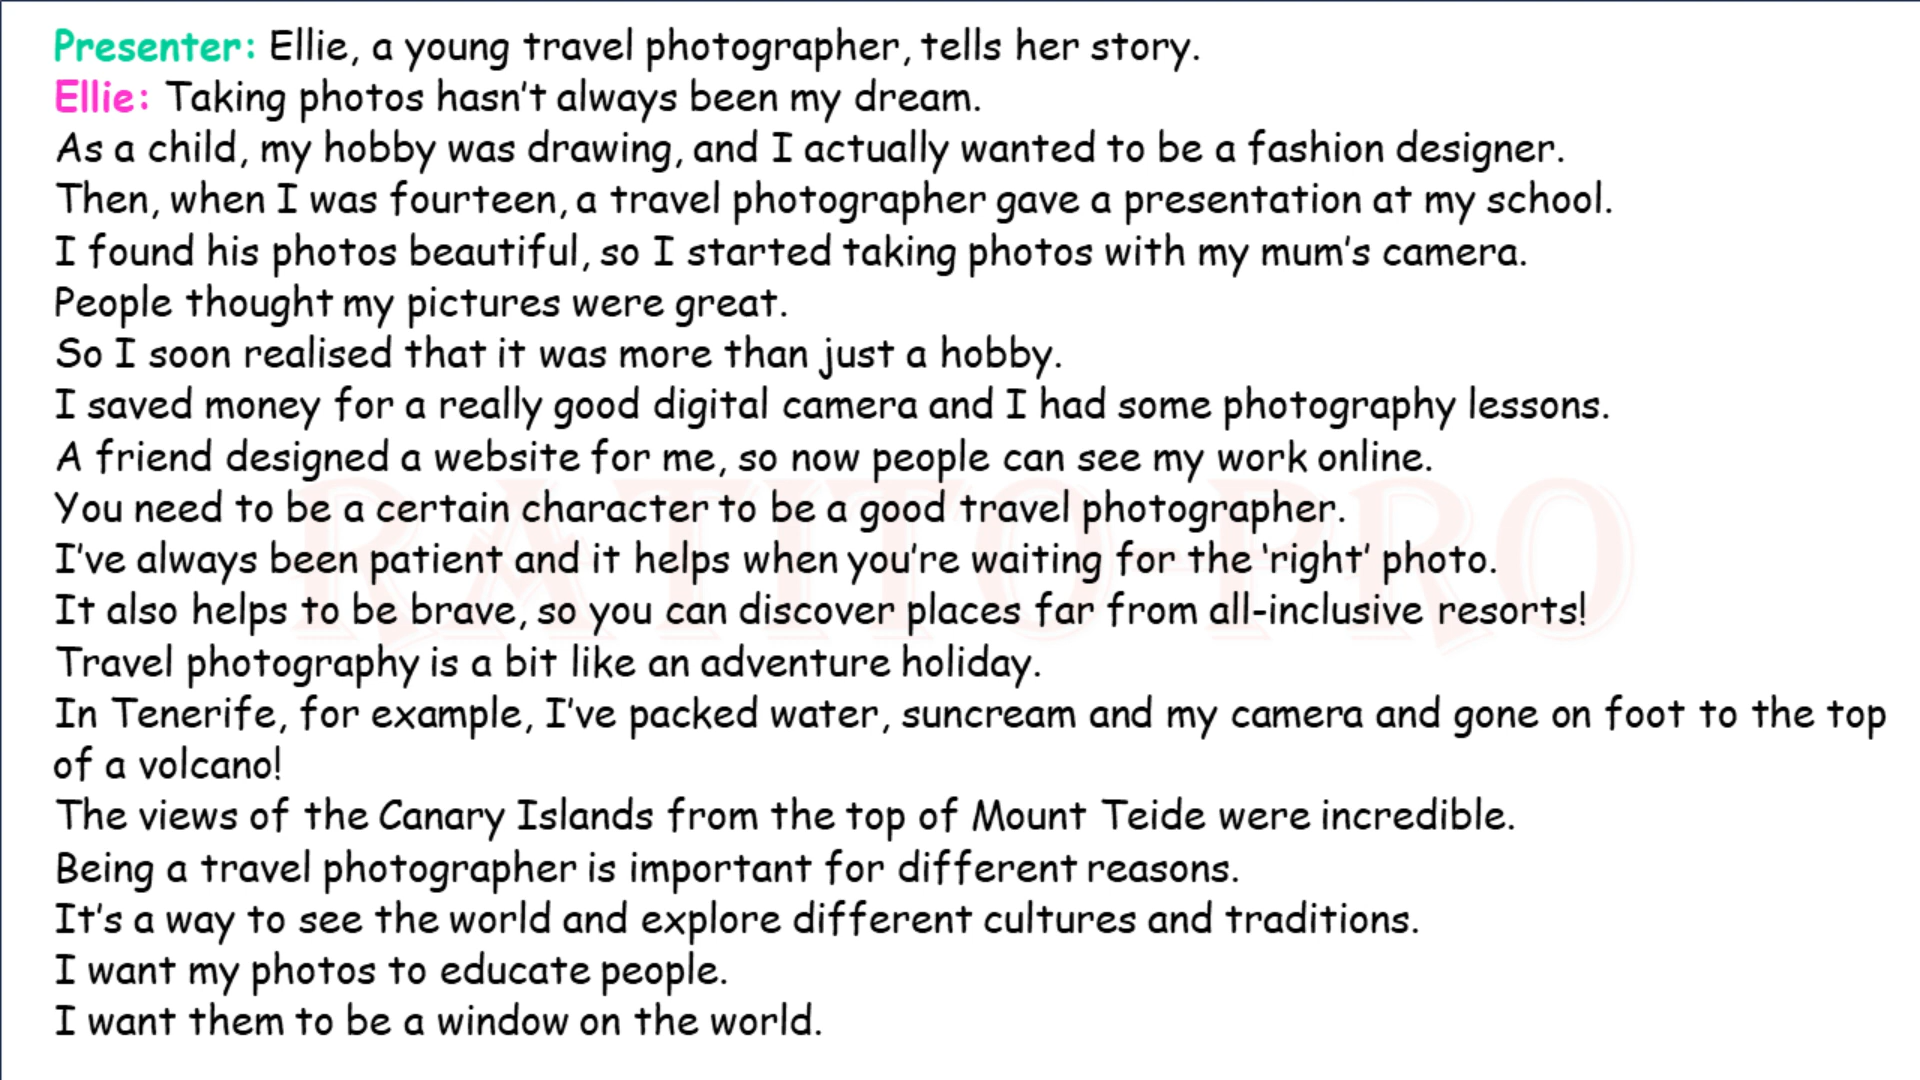 Presenter: Ellie, a young travel photographer, tells her story.
Ellie: Taking photos hasn't always been my dream.
As a child, my hobby was drawing, and I actually wanted to be a fashion designer.
Then, when I was fourteen, a travel photographer gave a presentation at my school.
I found his photos beautiful, so I started taking photos with my mum's camera.
People thought my pictures were great.
So I soon realised that it was more than just a hobby.
I saved money for a really good digital camera and I had some photography lessons.
A friend designed a website for me, so now people can see my work online.
You need to be a certain character to be a good travel photographer.
I've always been patient and it helps when you're waiting for the 'right' photo.
It also helps to be brave, so you can discover places far from all-inclusive resorts!
Travel photography is a bit like an adventure holiday.
In Tenerife, for example, I've packed water, suncream and my camera and gone on foot to the top
of a volcano!
The views of the Canary Islands from the top of Mount Teide were incredible.
Being a travel photographer is important for different reasons.
It's a way to see the world and explore different cultures and traditions.
I want my photos to educate people.
I want them to be a window on the world.
RATITO-PRO